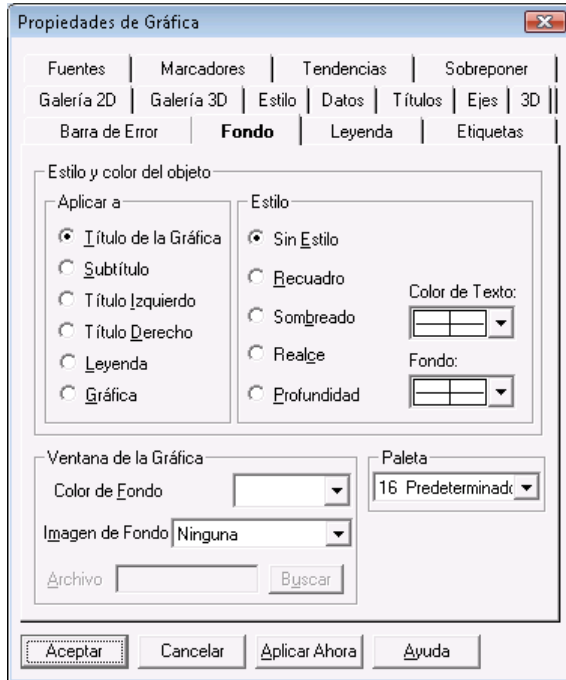 Propiedades de Gráfica
Fuentes Marcadores Tendencias Sobreponer
Galería 2D Galería 3D Estilo Datos Títulos Ejes 3D
Barra de Error Fondo Leyenda Etiquetas
Estilo y color del objeto
Aplicar a
Título de la Gráfica
Subtítulo
Título Izquierdo
Título Derecho
Leyenda
Gráfica
Estilo
Sin Estilo
Recuadro
Sombreado
Realce
Profundidad
Color de Texto:
Fondo:
Ventana de la Gráfica
Color de Fondo
Imagen de Fondo Ninguna
Archivo Buscar
Paleta
16 Predeterminado
Aceptar Cancelar Aplicar Ahora Ayuda